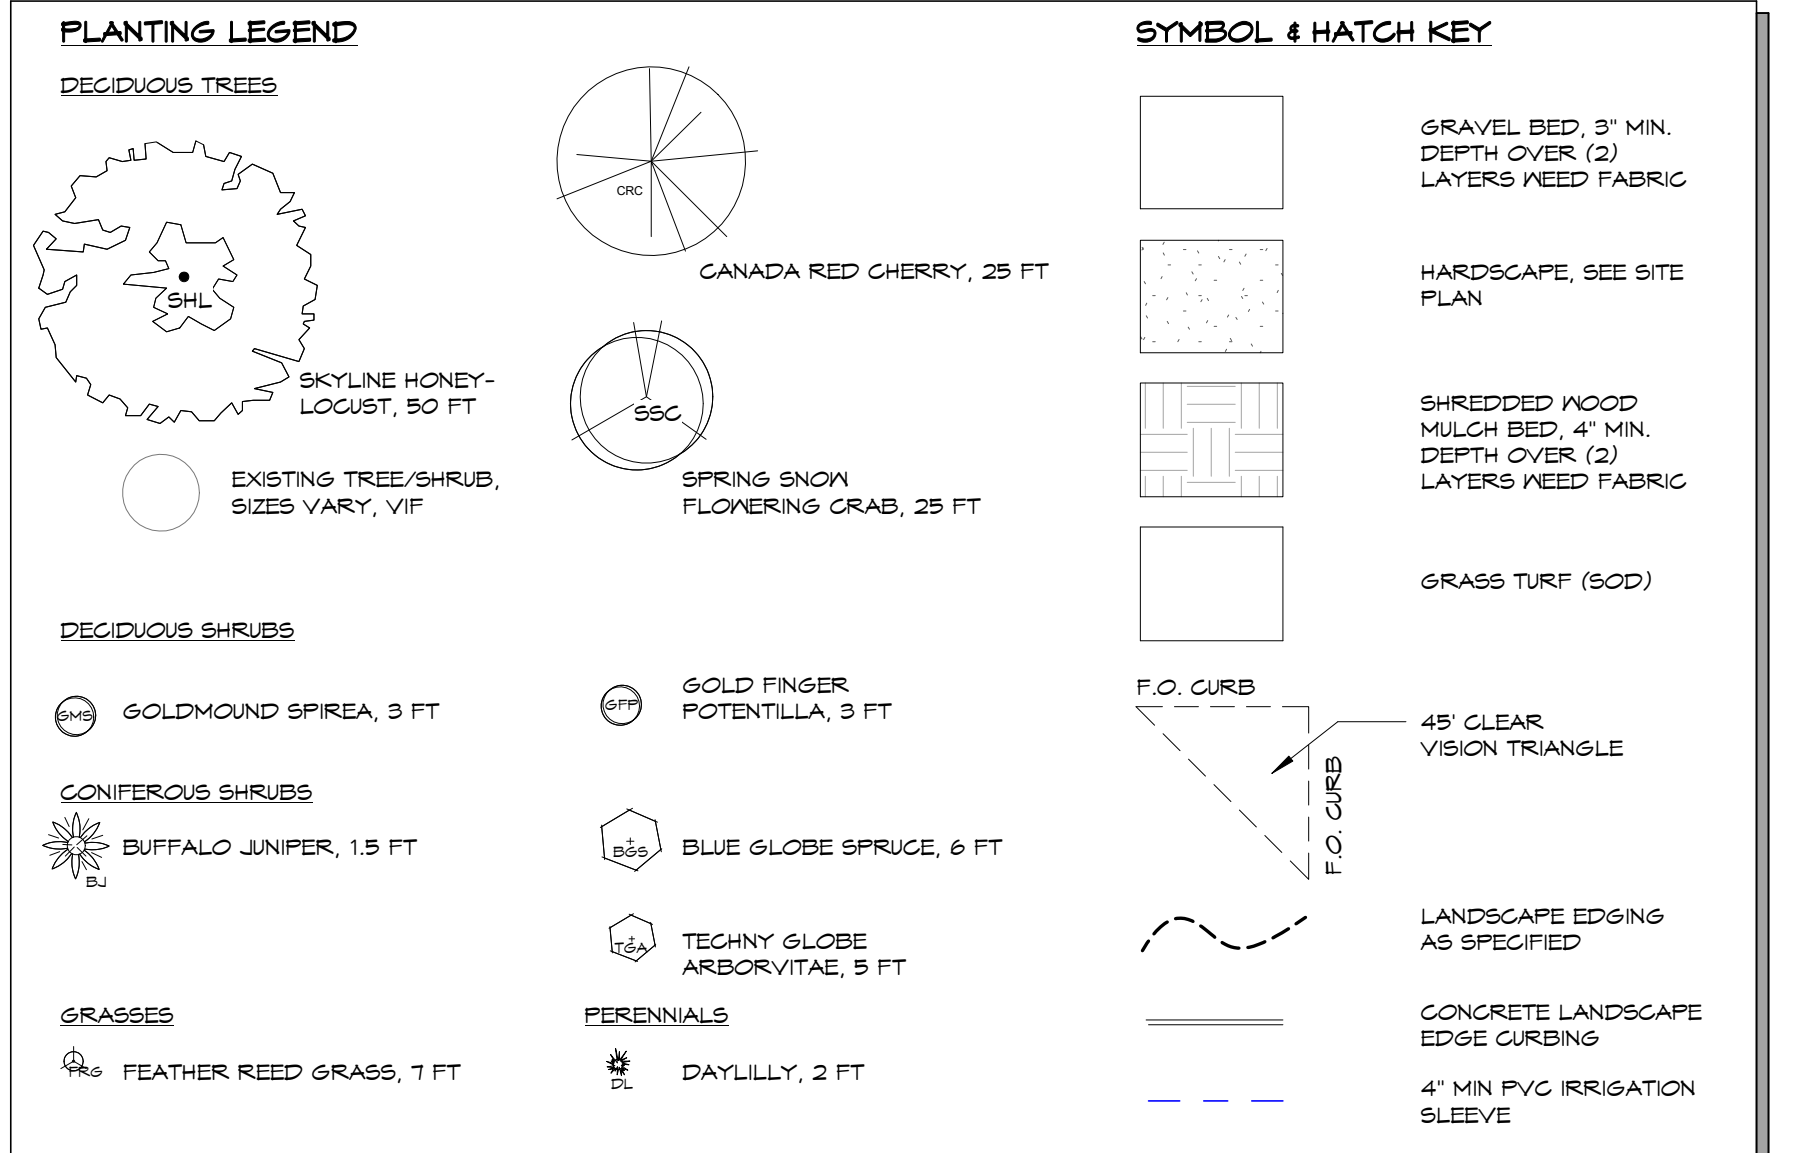 PLANTING LEGEND
DECIDUOUS TREES
SHL
SKYLINE HONEY-
LOCUST, 50 FT
EXISTING TREE/SHRUB,
SIZES VARY, VIF
CRC
CANADA RED CHERRY, 25 FT
SSC
SPRING SNOW
FLOWERING CRAB, 25 FT
DECIDUOUS SHRUBS
GMS
GOLDMOUND SPIREA, 3 FT
GFP
GOLD FINGER
POTENTILLA, 3 FT
CONIFEROUS SHRUBS
BUFFALO JUNIPER, 1.5 FT
BJ
BGS
BLUE GLOBE SPRUCE, 6 FT
TGA
TECHNY GLOBE
ARBORVITAE, 5 FT
GRASSES
FRG
FEATHER REED GRASS, 7 FT
PERENNIALS
DL
DAYLILLY, 2 FT
SYMBOL & HATCH KEY
GRAVEL BED, 3" MIN.
DEPTH OVER (2)
LAYERS WEED FABRIC
HARDSCAPE, SEE SITE
PLAN
SHREDDED WOOD
MULCH BED, 4" MIN.
DEPTH OVER (2)
LAYERS WEED FABRIC
GRASS TURF (SOD)
F.O. CURB
45' CLEAR
VISION TRIANGLE
F.O. CURB
LANDSCAPE EDGING
AS SPECIFIED
CONCRETE LANDSCAPE
EDGE CURBING
4" MIN PVC IRRIGATION
SLEEVE